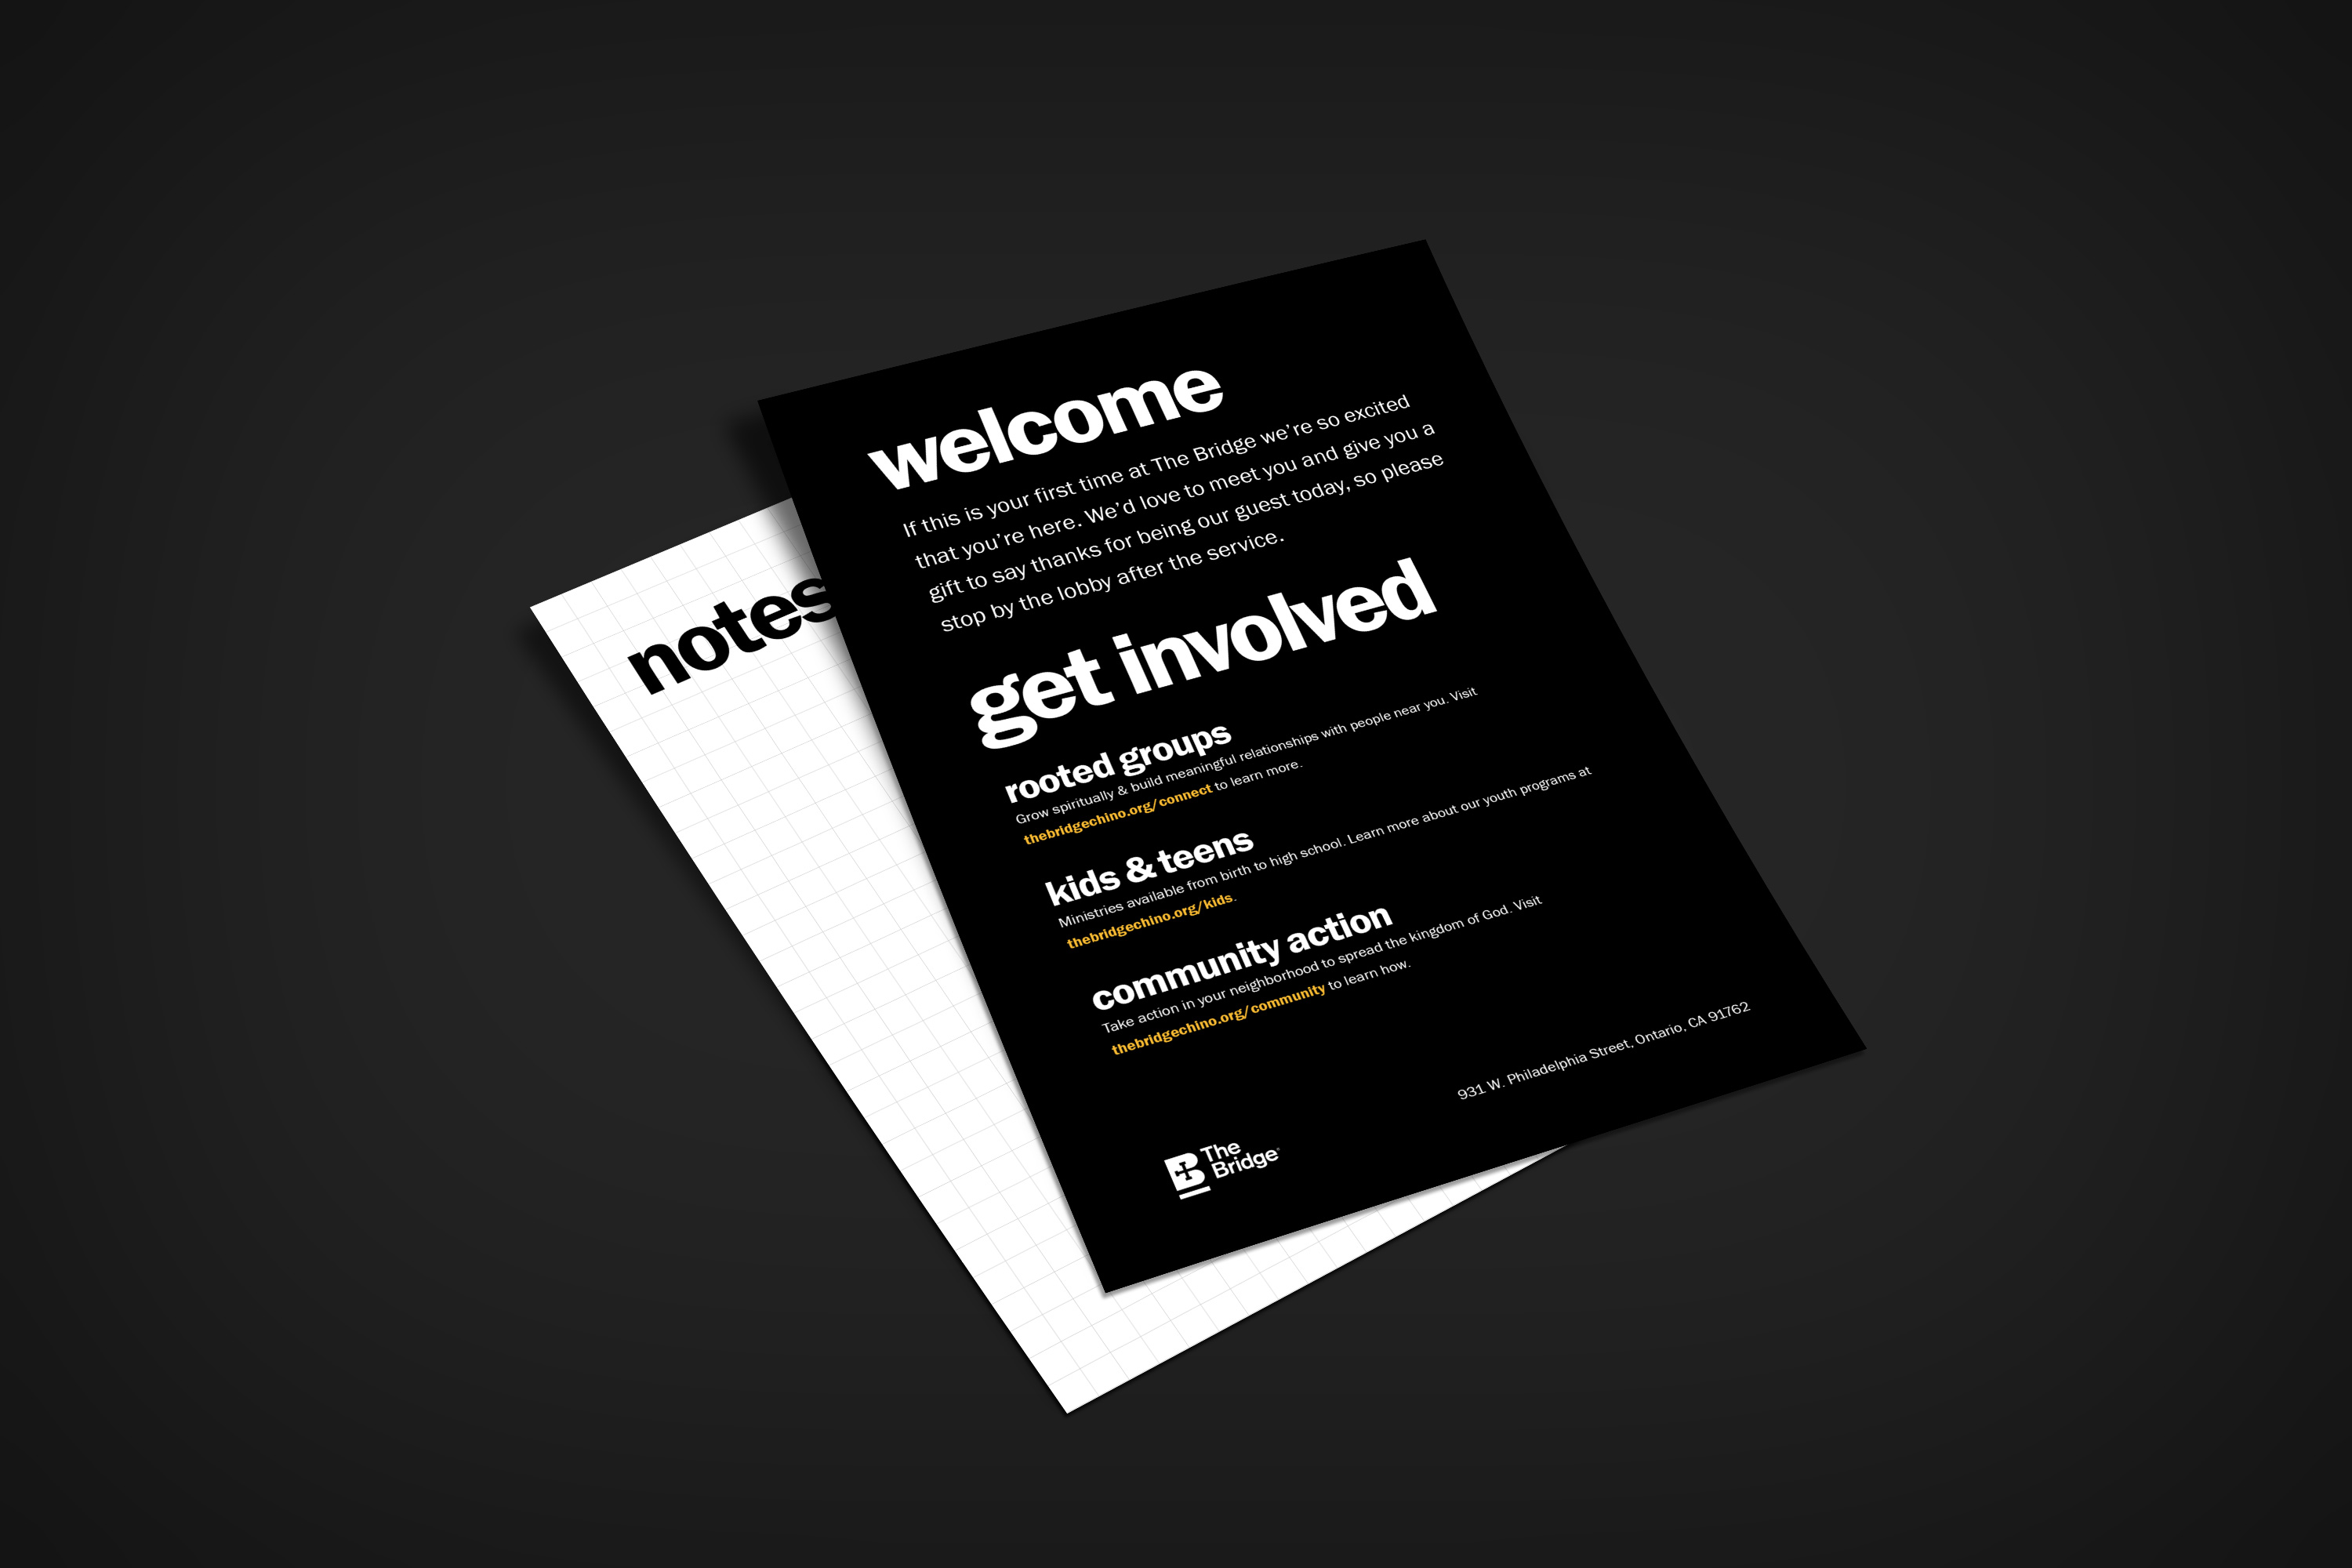 notes
welcome
If this is your first time at The Bridge we're so excited
that you're here. We'd love to meet you and give you a
gift to say thanks for being our guest today, so please
stop by the lobby after the service.
get involved
rooted groups
Grow spiritually & build meaningful relationships with people near you. Visit
thebridgechino.org/connect to learn more.
kids & teens
Ministries available from birth to high school. Learn more about our youth programs at
thebridgechino.org/kids.
community action
Take action in your neighborhood to spread the kingdom of God. Visit
thebridgechino.org/community to learn how.
931 W. Philadelphia Street, Ontario, CA 91762
B The
Bridge